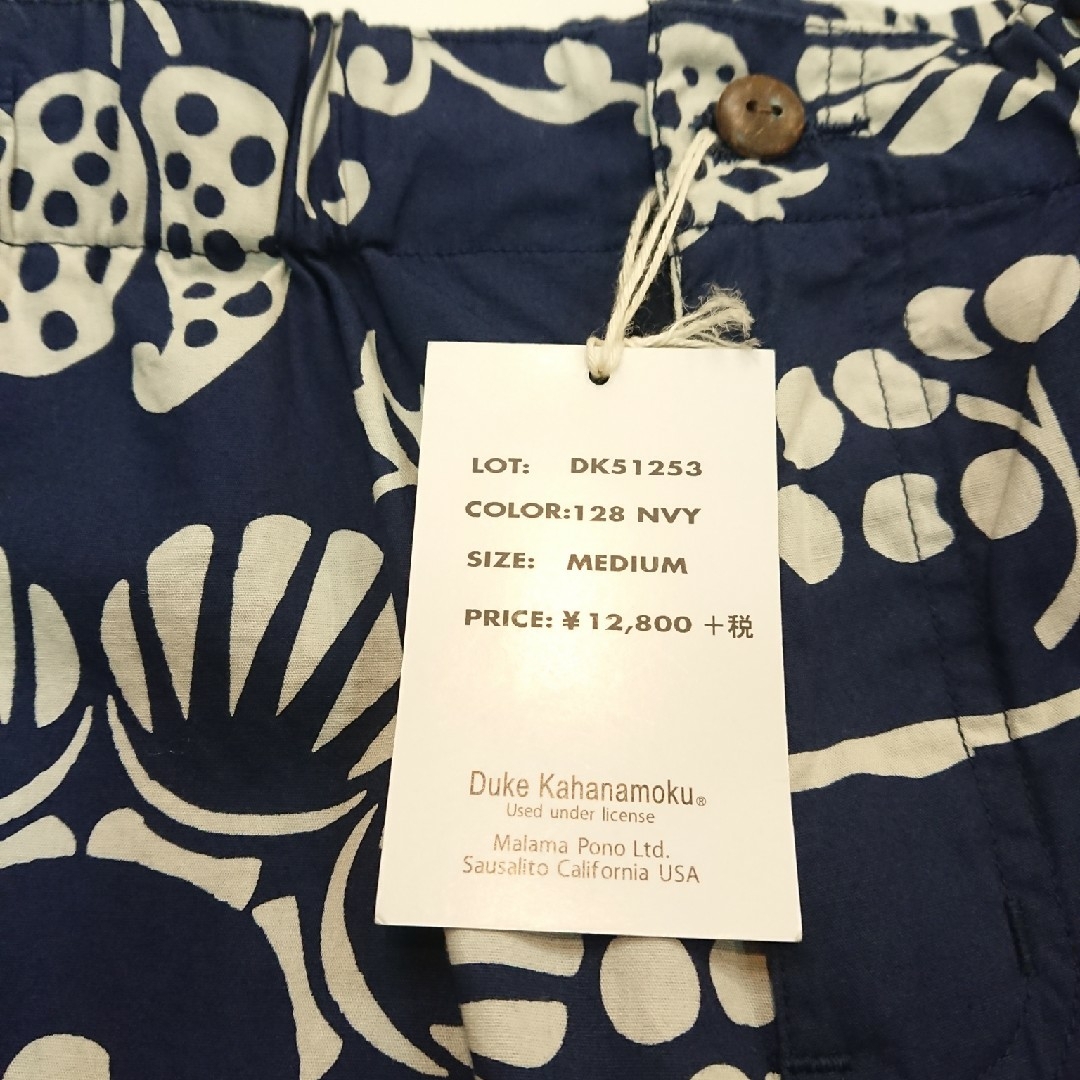 LOT: DK51253
COLOR:128 NVY
SIZE: MEDIUM
PRICE: ¥12,800 +税
Duke Kahanamoku®
Used under license
Malama Pono Ltd.
Sausalito California USA